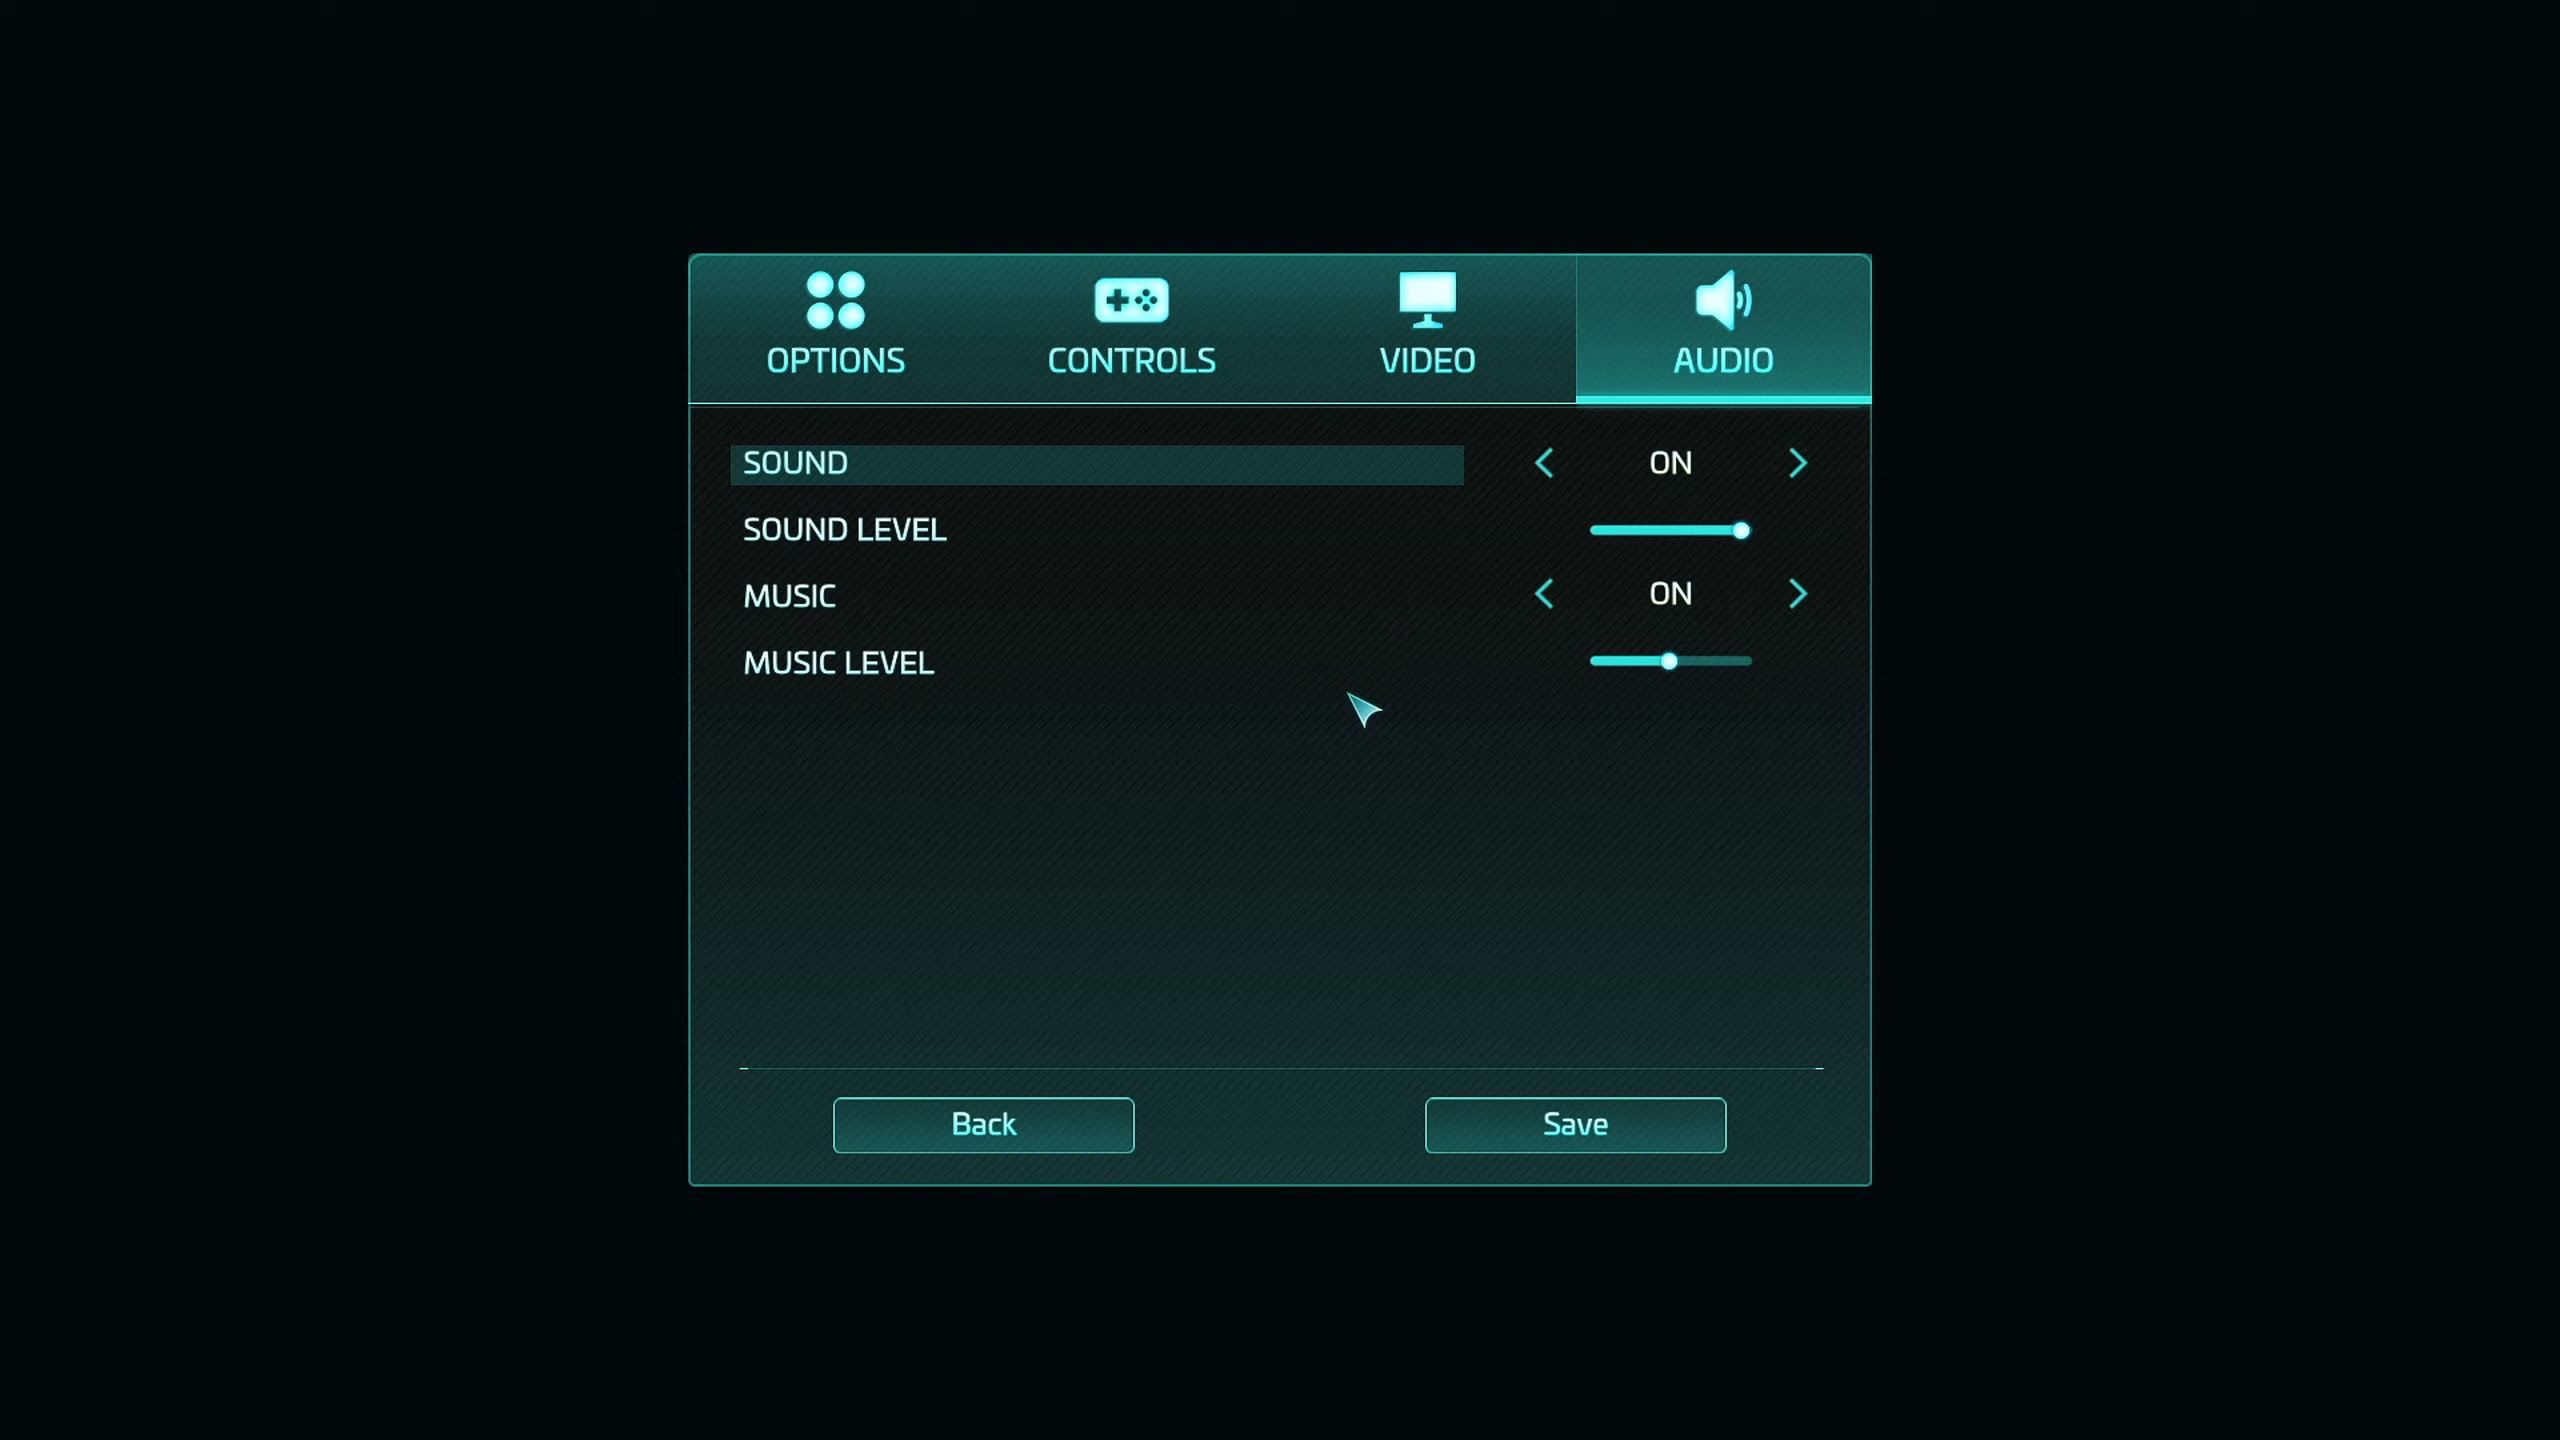 OPTIONS CONTROLS VIDEO AUDIO
SOUND ON
SOUND LEVEL
MUSIC ON
MUSIC LEVEL
Back Save